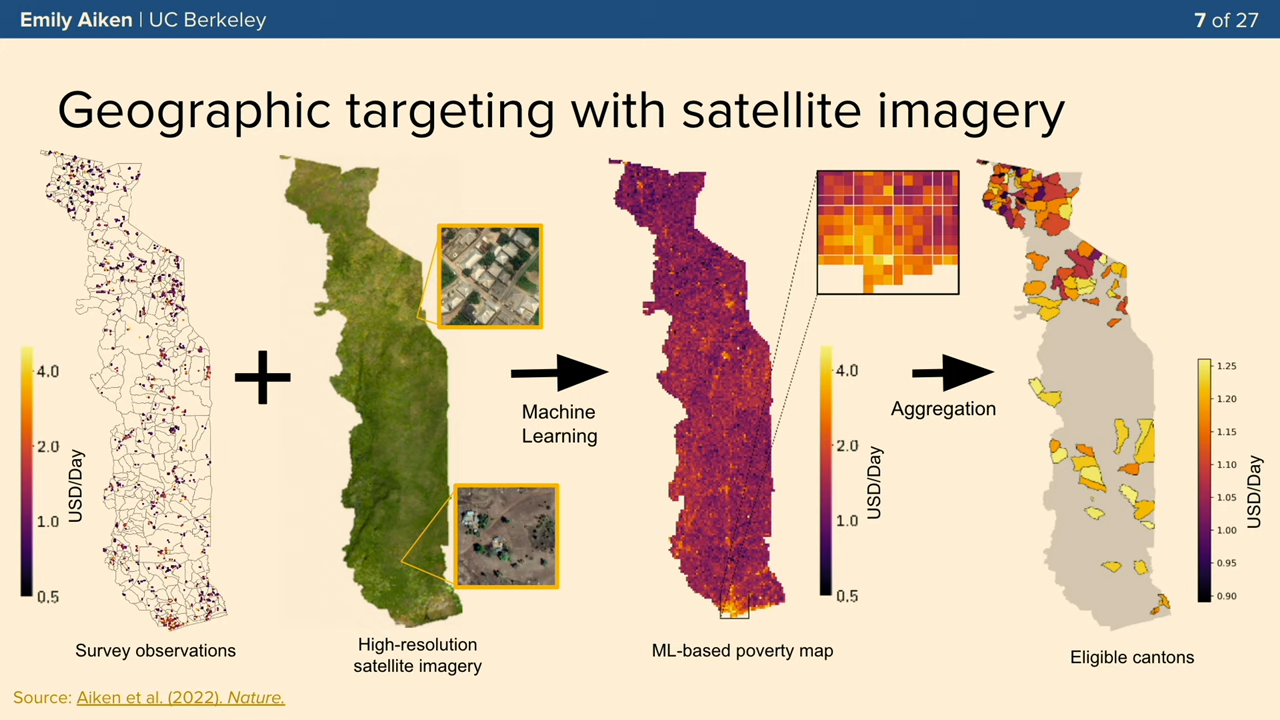 Emily Aiken | UC Berkeley
7 of 27
Geographic targeting with satellite imagery
4.0
2.0
1.0
0.5
USD/Day
Survey observations
High-resolution
satellite imagery
Machine
Learning
4.0
2.0
1.0
0.5
USD/Day
ML-based poverty map
Aggregation
1.25
1.20
1.15
1.10
1.05
1.00
0.95
0.90
USD/Day
Eligible cantons
Source: Aiken et al. (2022). Nature.